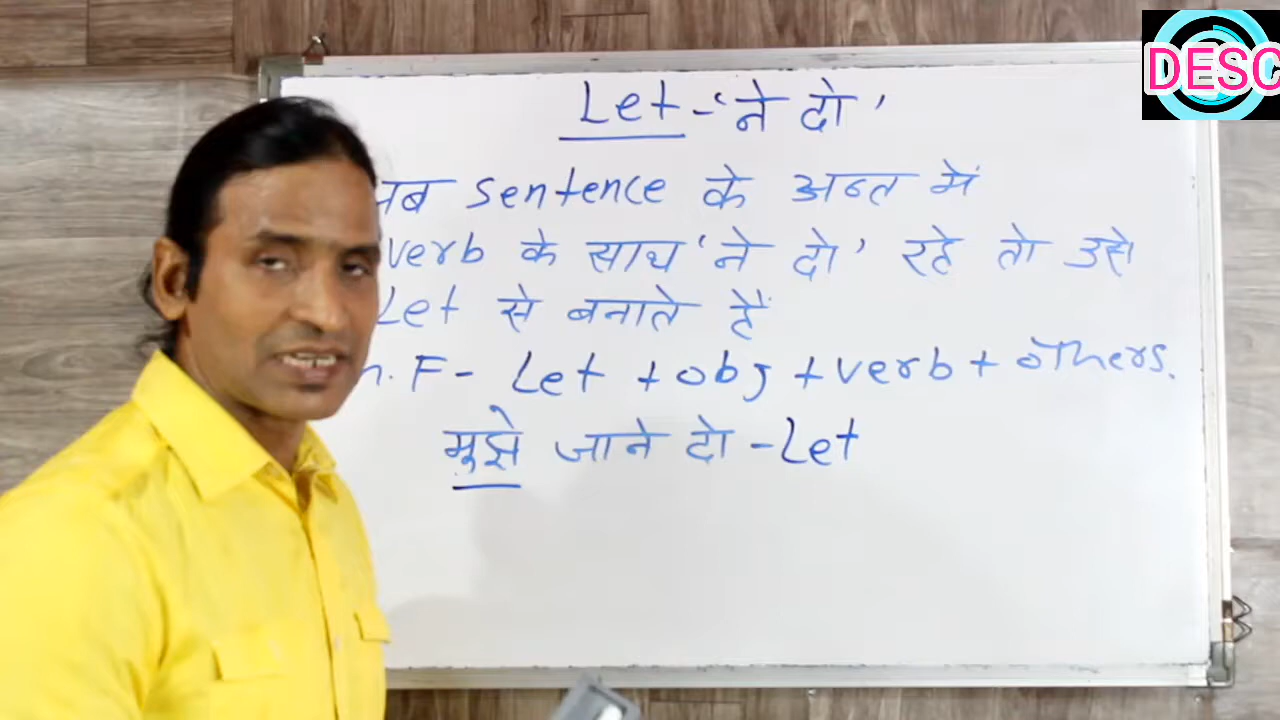 DESC
Let - 'ने दो'
जब sentence के अन्त में
verb के साथ 'ने दो' रहे तो उसे
Let से बनाते हैं
F - Let + obj + verb + others.
मुझे जाने दो - Let